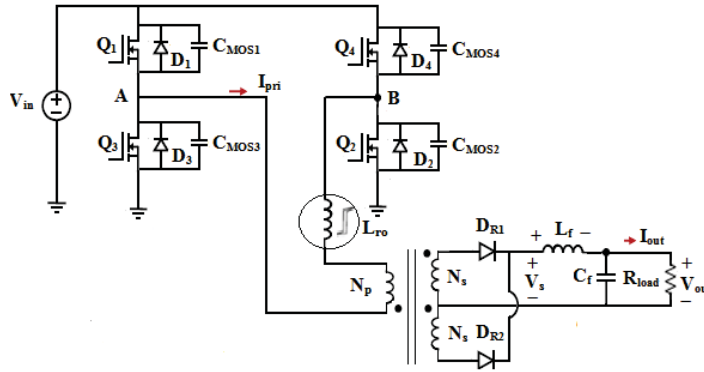 Q1
D1
CMOS1
Q4
D4
CMOS4
Ipri
Vin
+
−
A
B
Q3
D3
CMOS3
Q2
D2
CMOS2
Lro
DR1
+ Lf −
Iout
Np
Ns
+
Vs
−
Cf
Rload
+
Vou
−
Ns
DR2